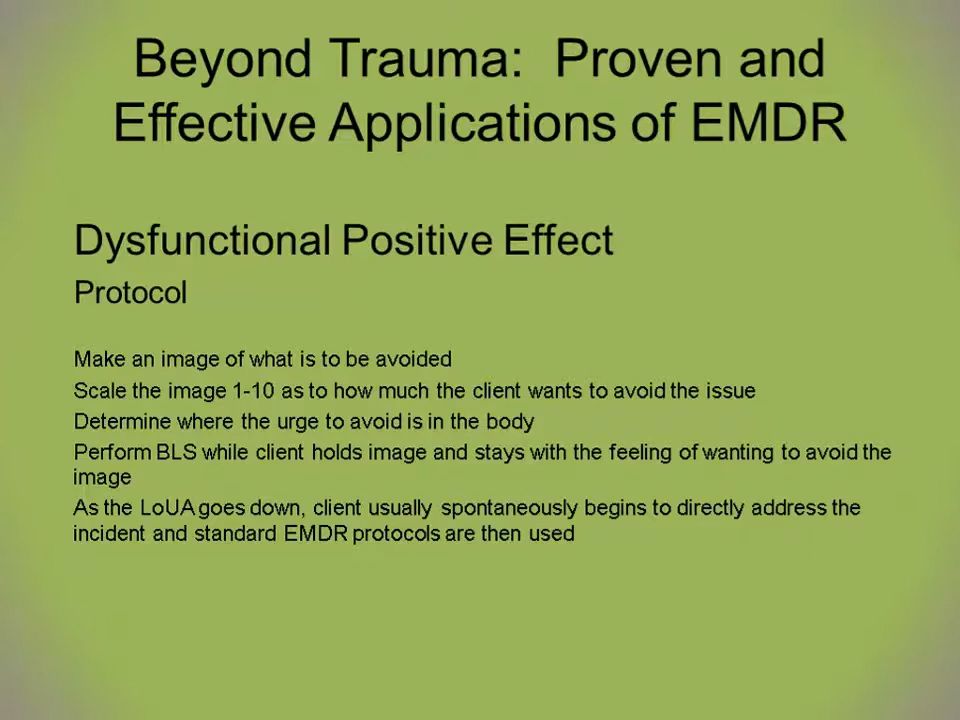 Beyond Trauma: Proven and
Effective Applications of EMDR
Dysfunctional Positive Effect
Protocol
Make an image of what is to be avoided
Scale the image 1-10 as to how much the client wants to avoid the issue
Determine where the urge to avoid is in the body
Perform BLS while client holds image and stays with the feeling of wanting to avoid the
image
As the LoUA goes down, client usually spontaneously begins to directly address the
incident and standard EMDR protocols are then used